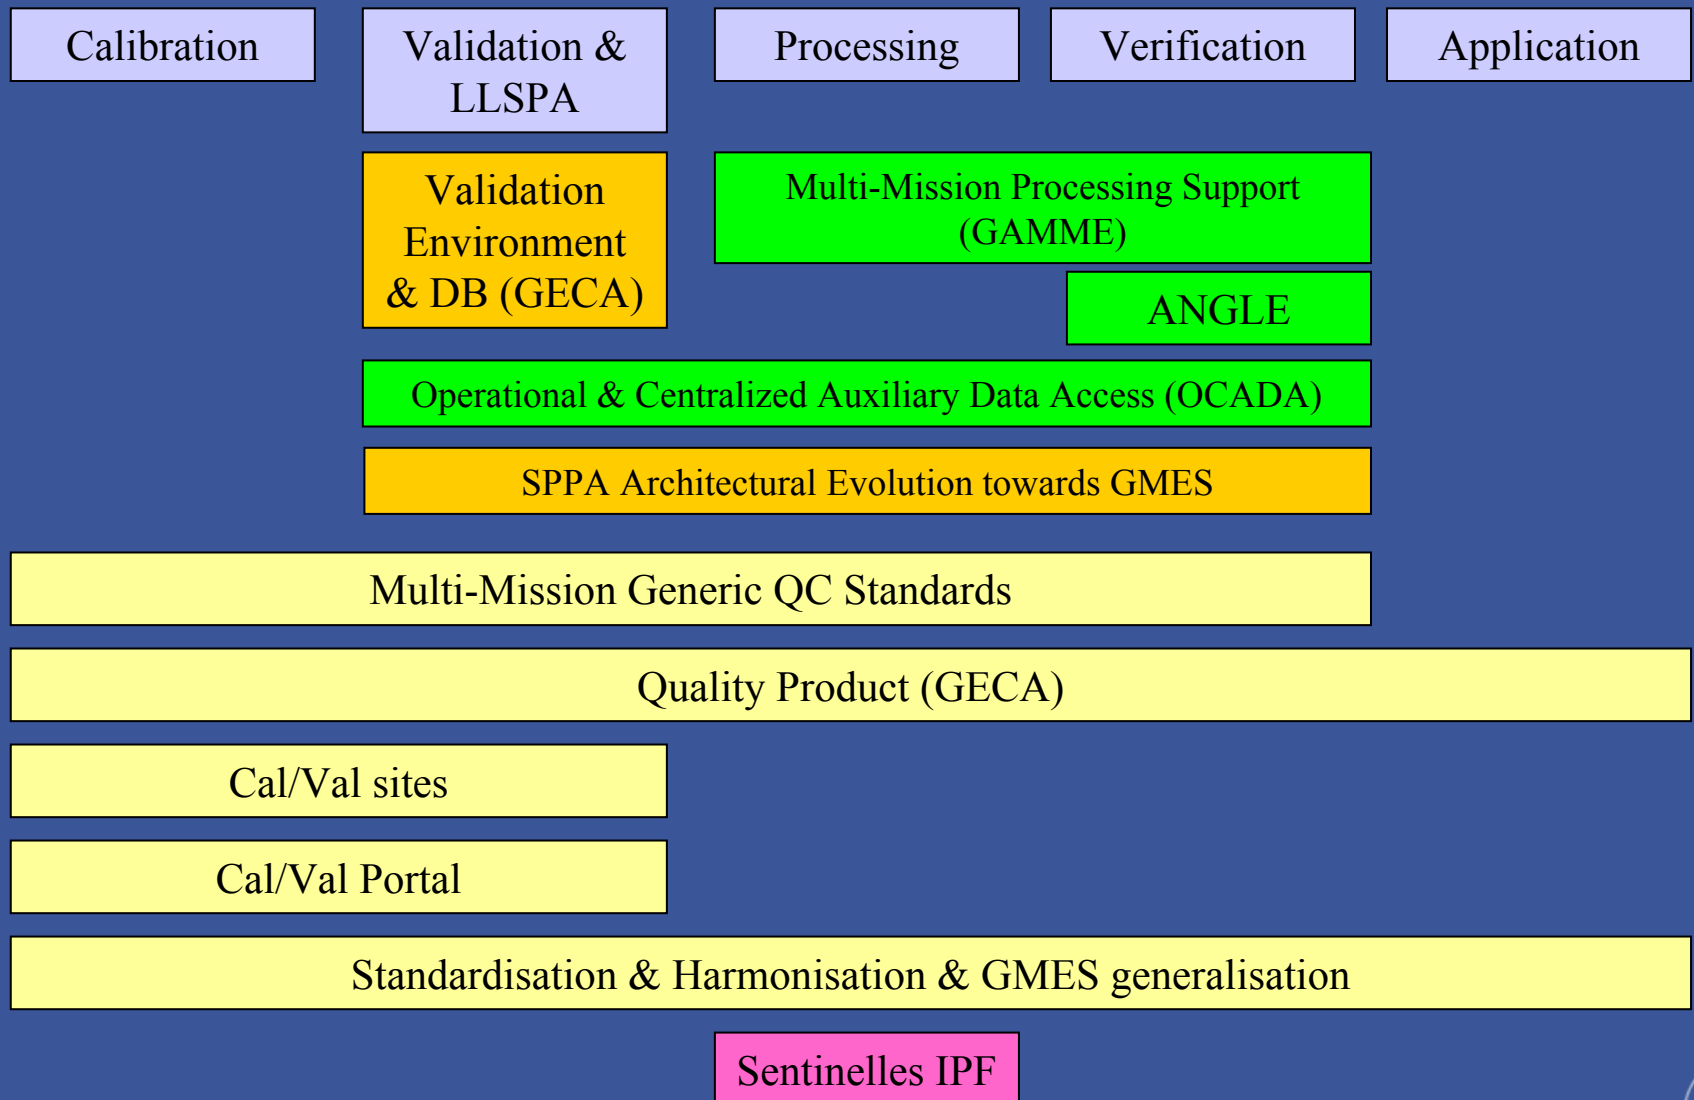 Calibration
Validation &
LLSPA
Processing
Verification
Application
Validation
Environment
& DB (GECA)
Multi-Mission Processing Support
(GAMME)
ANGLE
Operational & Centralized Auxiliary Data Access (OCADA)
SPPA Architectural Evolution towards GMES
Multi-Mission Generic QC Standards
Quality Product (GECA)
Cal/Val sites
Cal/Val Portal
Standardisation & Harmonisation & GMES generalisation
Sentinelles IPF